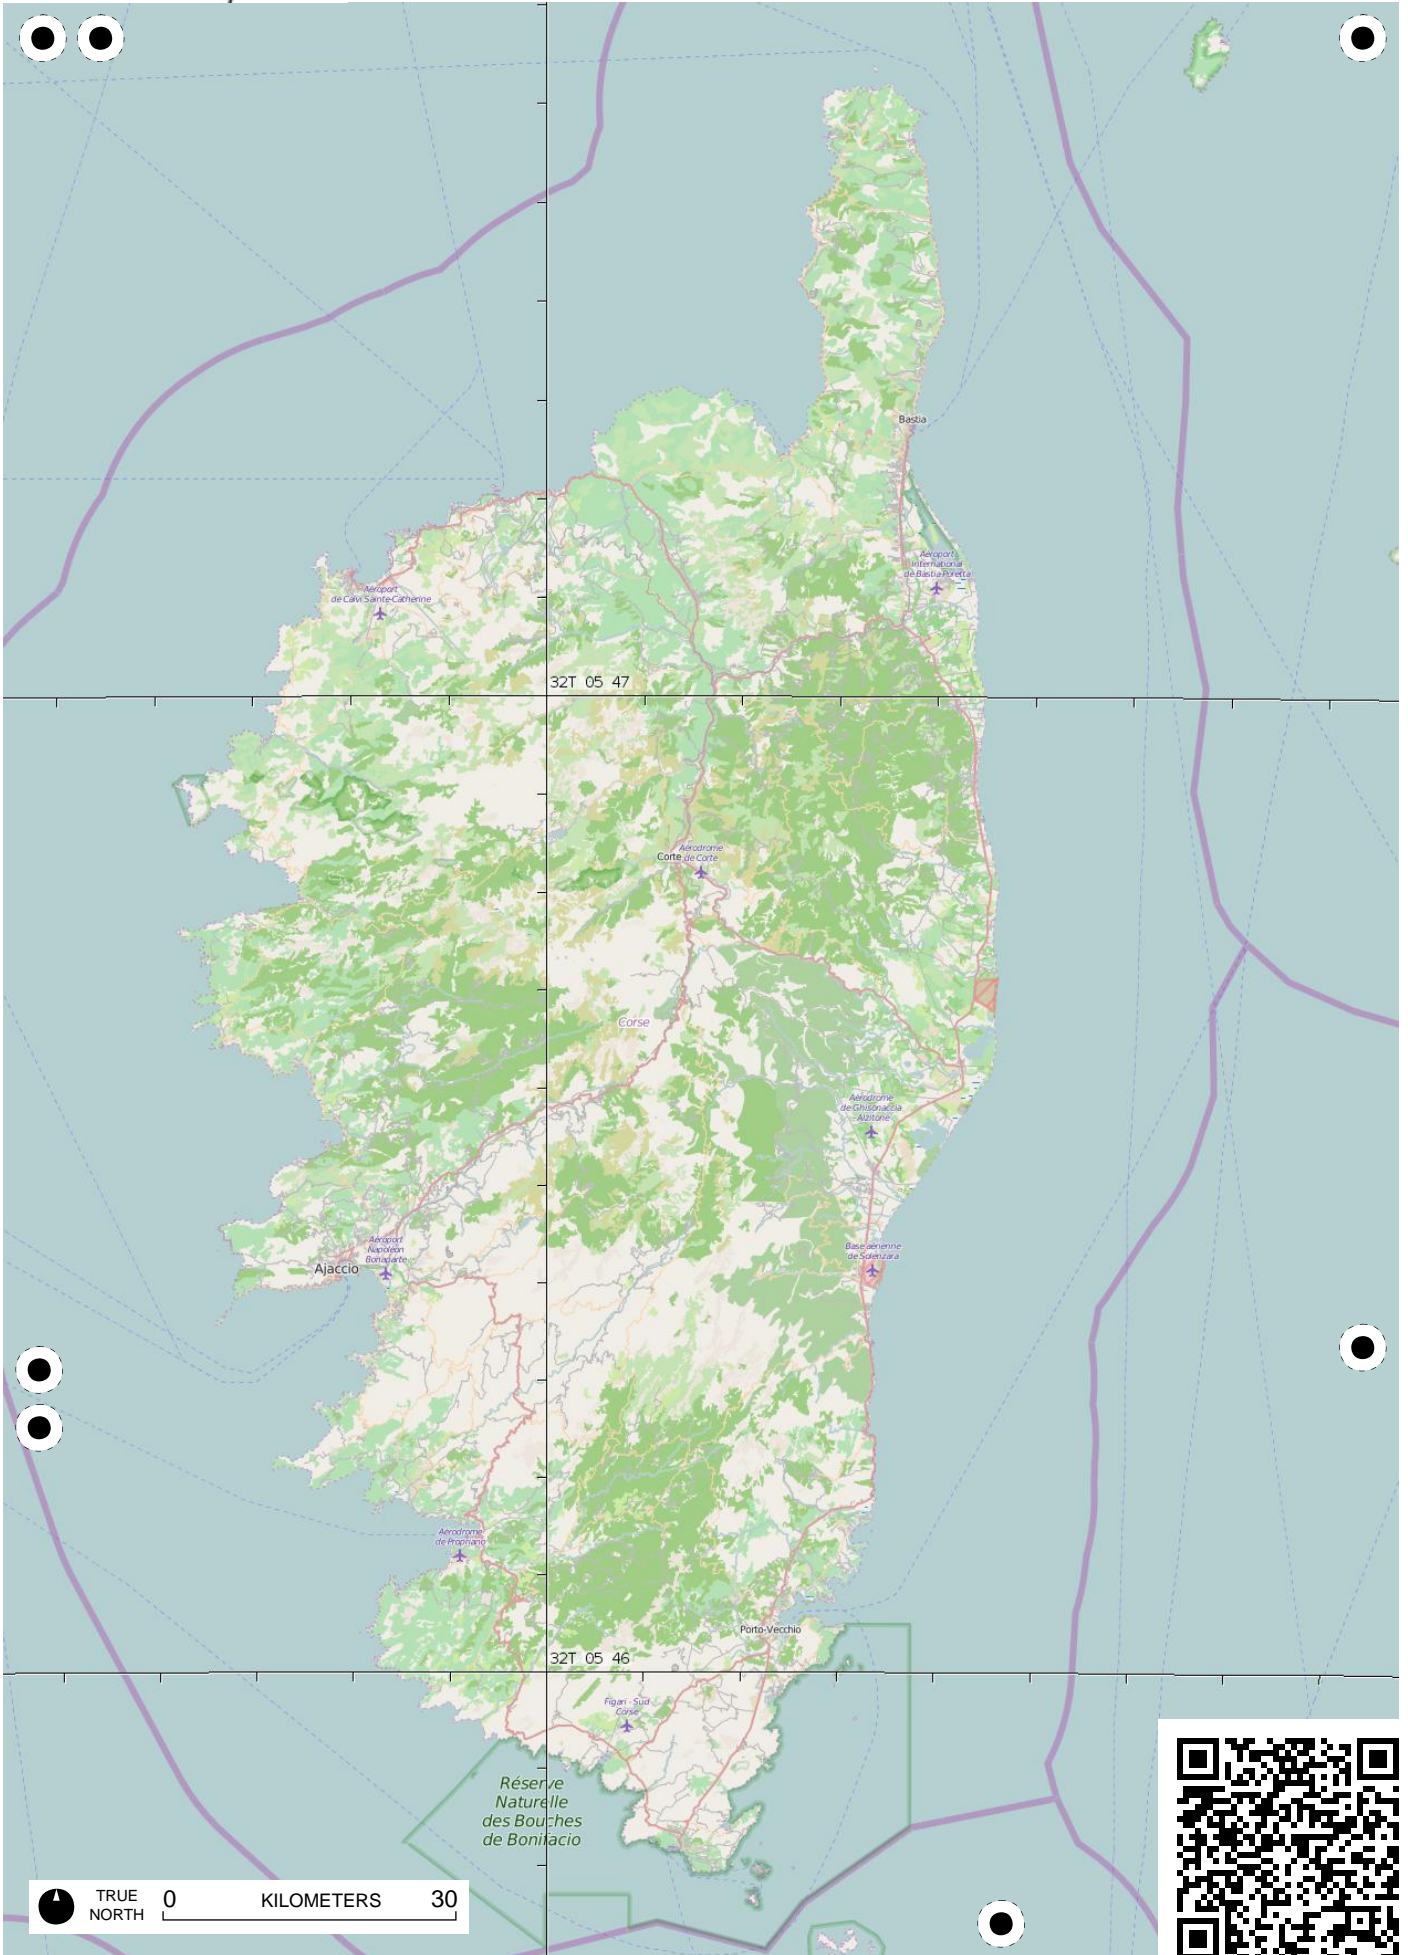 Bastia
Aéroport
International
de Bastia-Poretta
Aéroport
de Calvi Sainte-Catherine
32T 05 47
Corte
Aérodrome
de Corte
Corse
Aérodrome
de Ghisonaccia
- Alzitone
Aéroport
Napoléon
Bonaparte
Ajaccio
Base aérienne
de Solenzara
Aérodrome
de Propriano
Porto-Vecchio
32T 05 46
Figari - Sud
Corse
Réserve
Naturelle
des Bouches
de Bonifacio
TRUE
NORTH
0 KILOMETERS 30